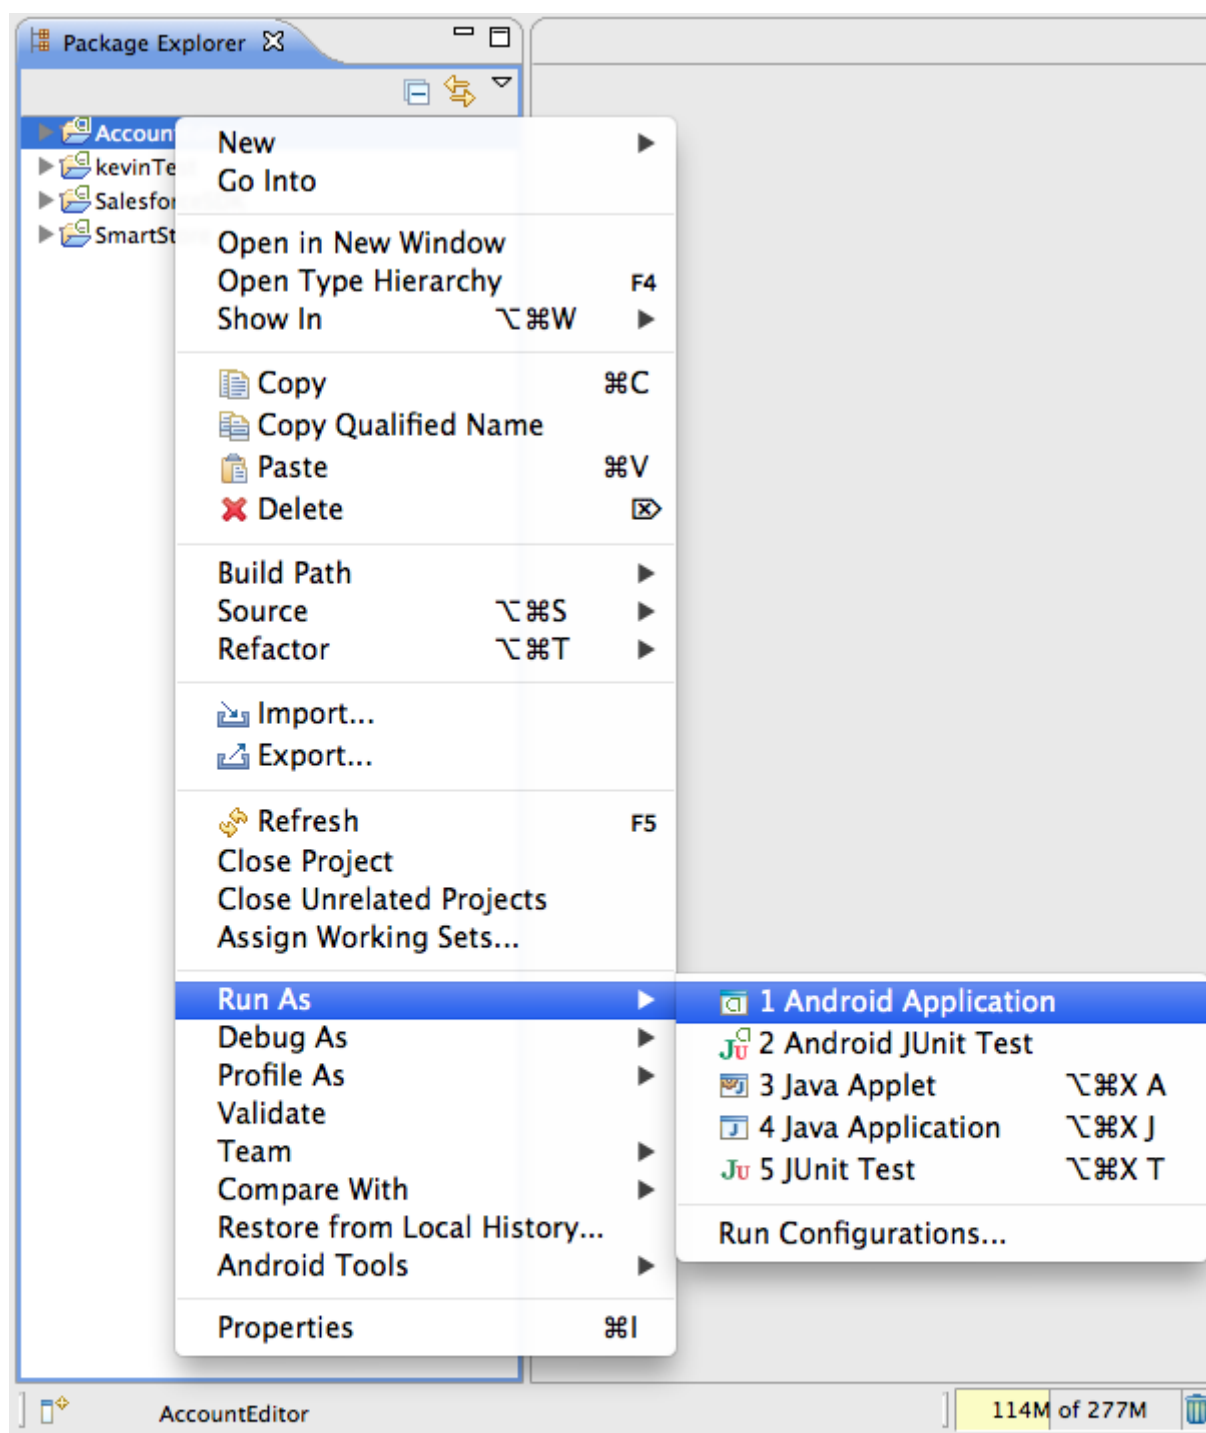 Package Explorer
Accoun
New
kevinTe
Go Into
Salesfor
SmartSt
Open in New Window
Open Type Hierarchy F4
Show In ⌥⌘W
Copy ⌘C
Copy Qualified Name
Paste ⌘V
Delete ⌦
Build Path
Source ⌥⌘S
Refactor ⌥⌘T
Import...
Export...
Refresh F5
Close Project
Close Unrelated Projects
Assign Working Sets...
Run As
Debug As
Profile As
Validate
Team
Compare With
Restore from Local History...
Android Tools
Properties ⌘I
1 Android Application
2 Android JUnit Test
3 Java Applet ⌥⌘X A
4 Java Application ⌥⌘X J
5 JUnit Test ⌥⌘X T
Run Configurations...
AccountEditor
114M of 277M